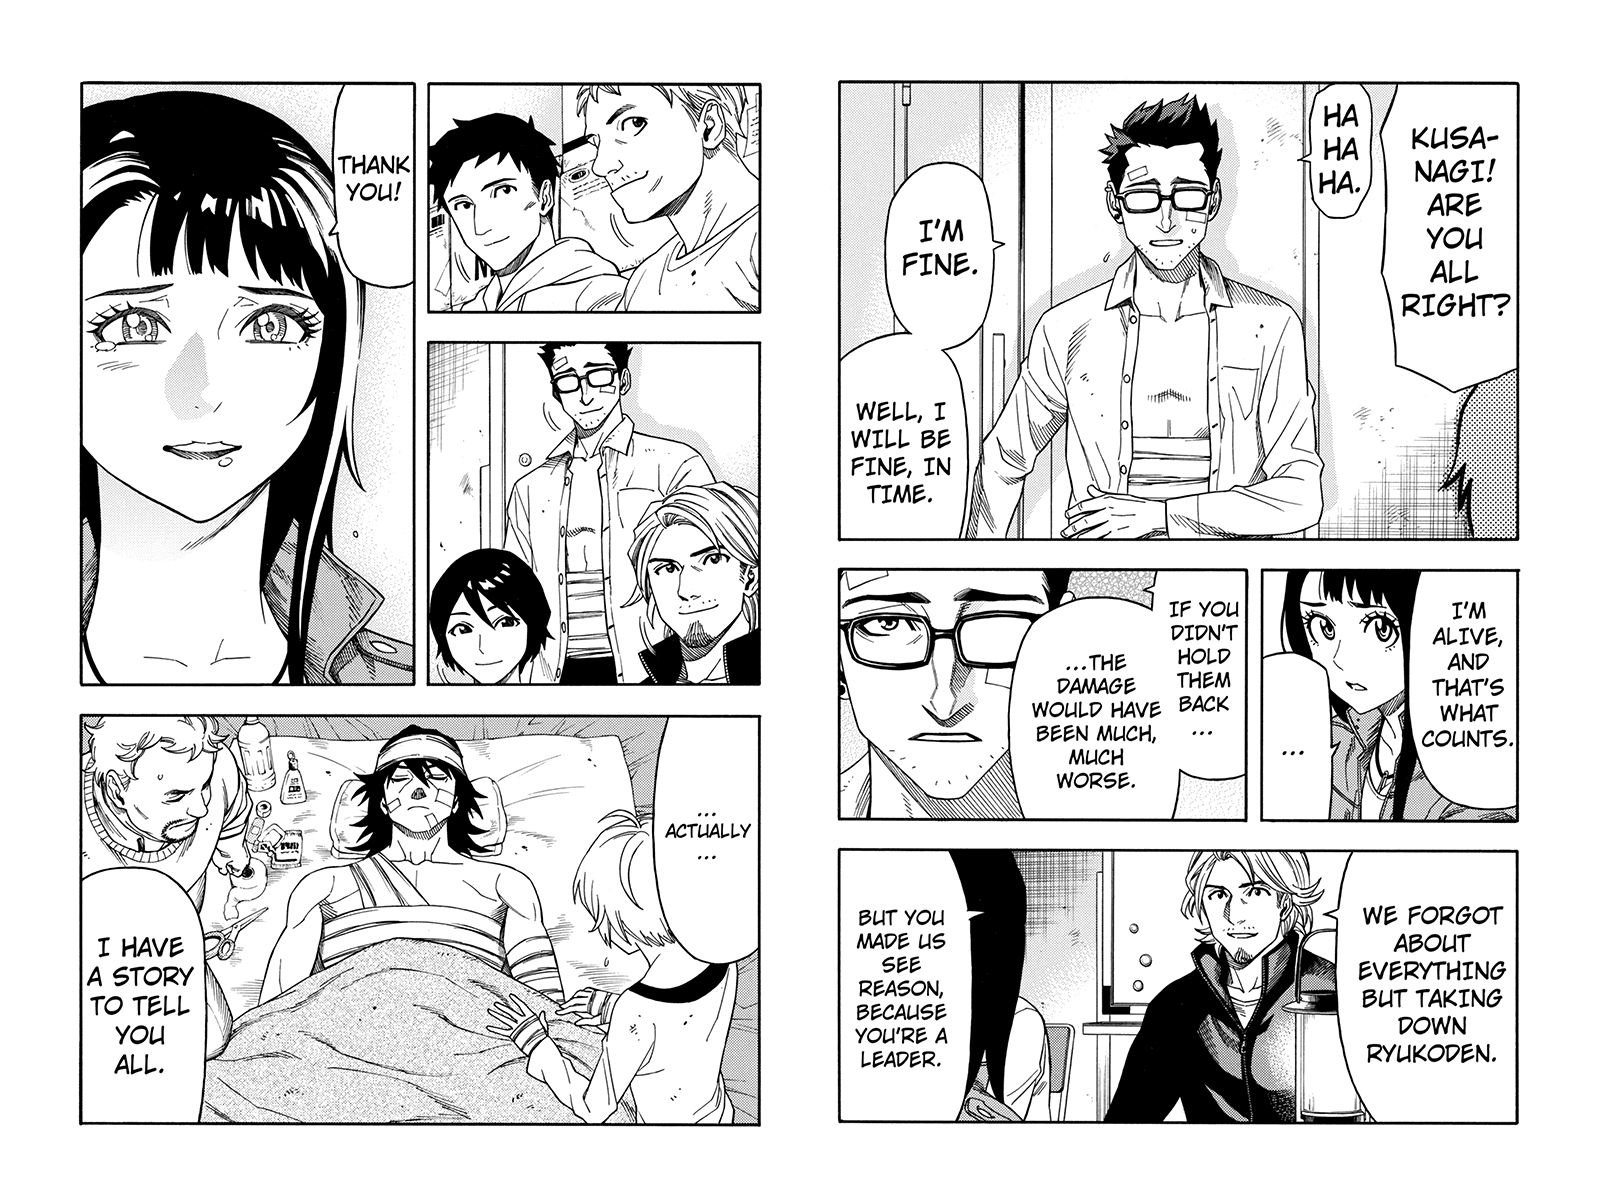 KUSA-
NAGI!
ARE
YOU
ALL
RIGHT?
HA
HA
HA.
I'M
FINE.
WELL, I
WILL BE
FINE, IN
TIME.
I'M
ALIVE,
AND
THAT'S
WHAT
COUNTS.
...
IF YOU
DIDN'T
HOLD
THEM
BACK
...
...THE
DAMAGE
WOULD HAVE
BEEN MUCH,
MUCH
WORSE.
WE FORGOT
ABOUT
EVERYTHING
BUT TAKING
DOWN
RYUKODEN.
BUT YOU
MADE US
SEE
REASON,
BECAUSE
YOU'RE A
LEADER.
THANK
YOU!
...
ACTUALLY
...
I HAVE
A STORY
TO TELL
YOU
ALL.